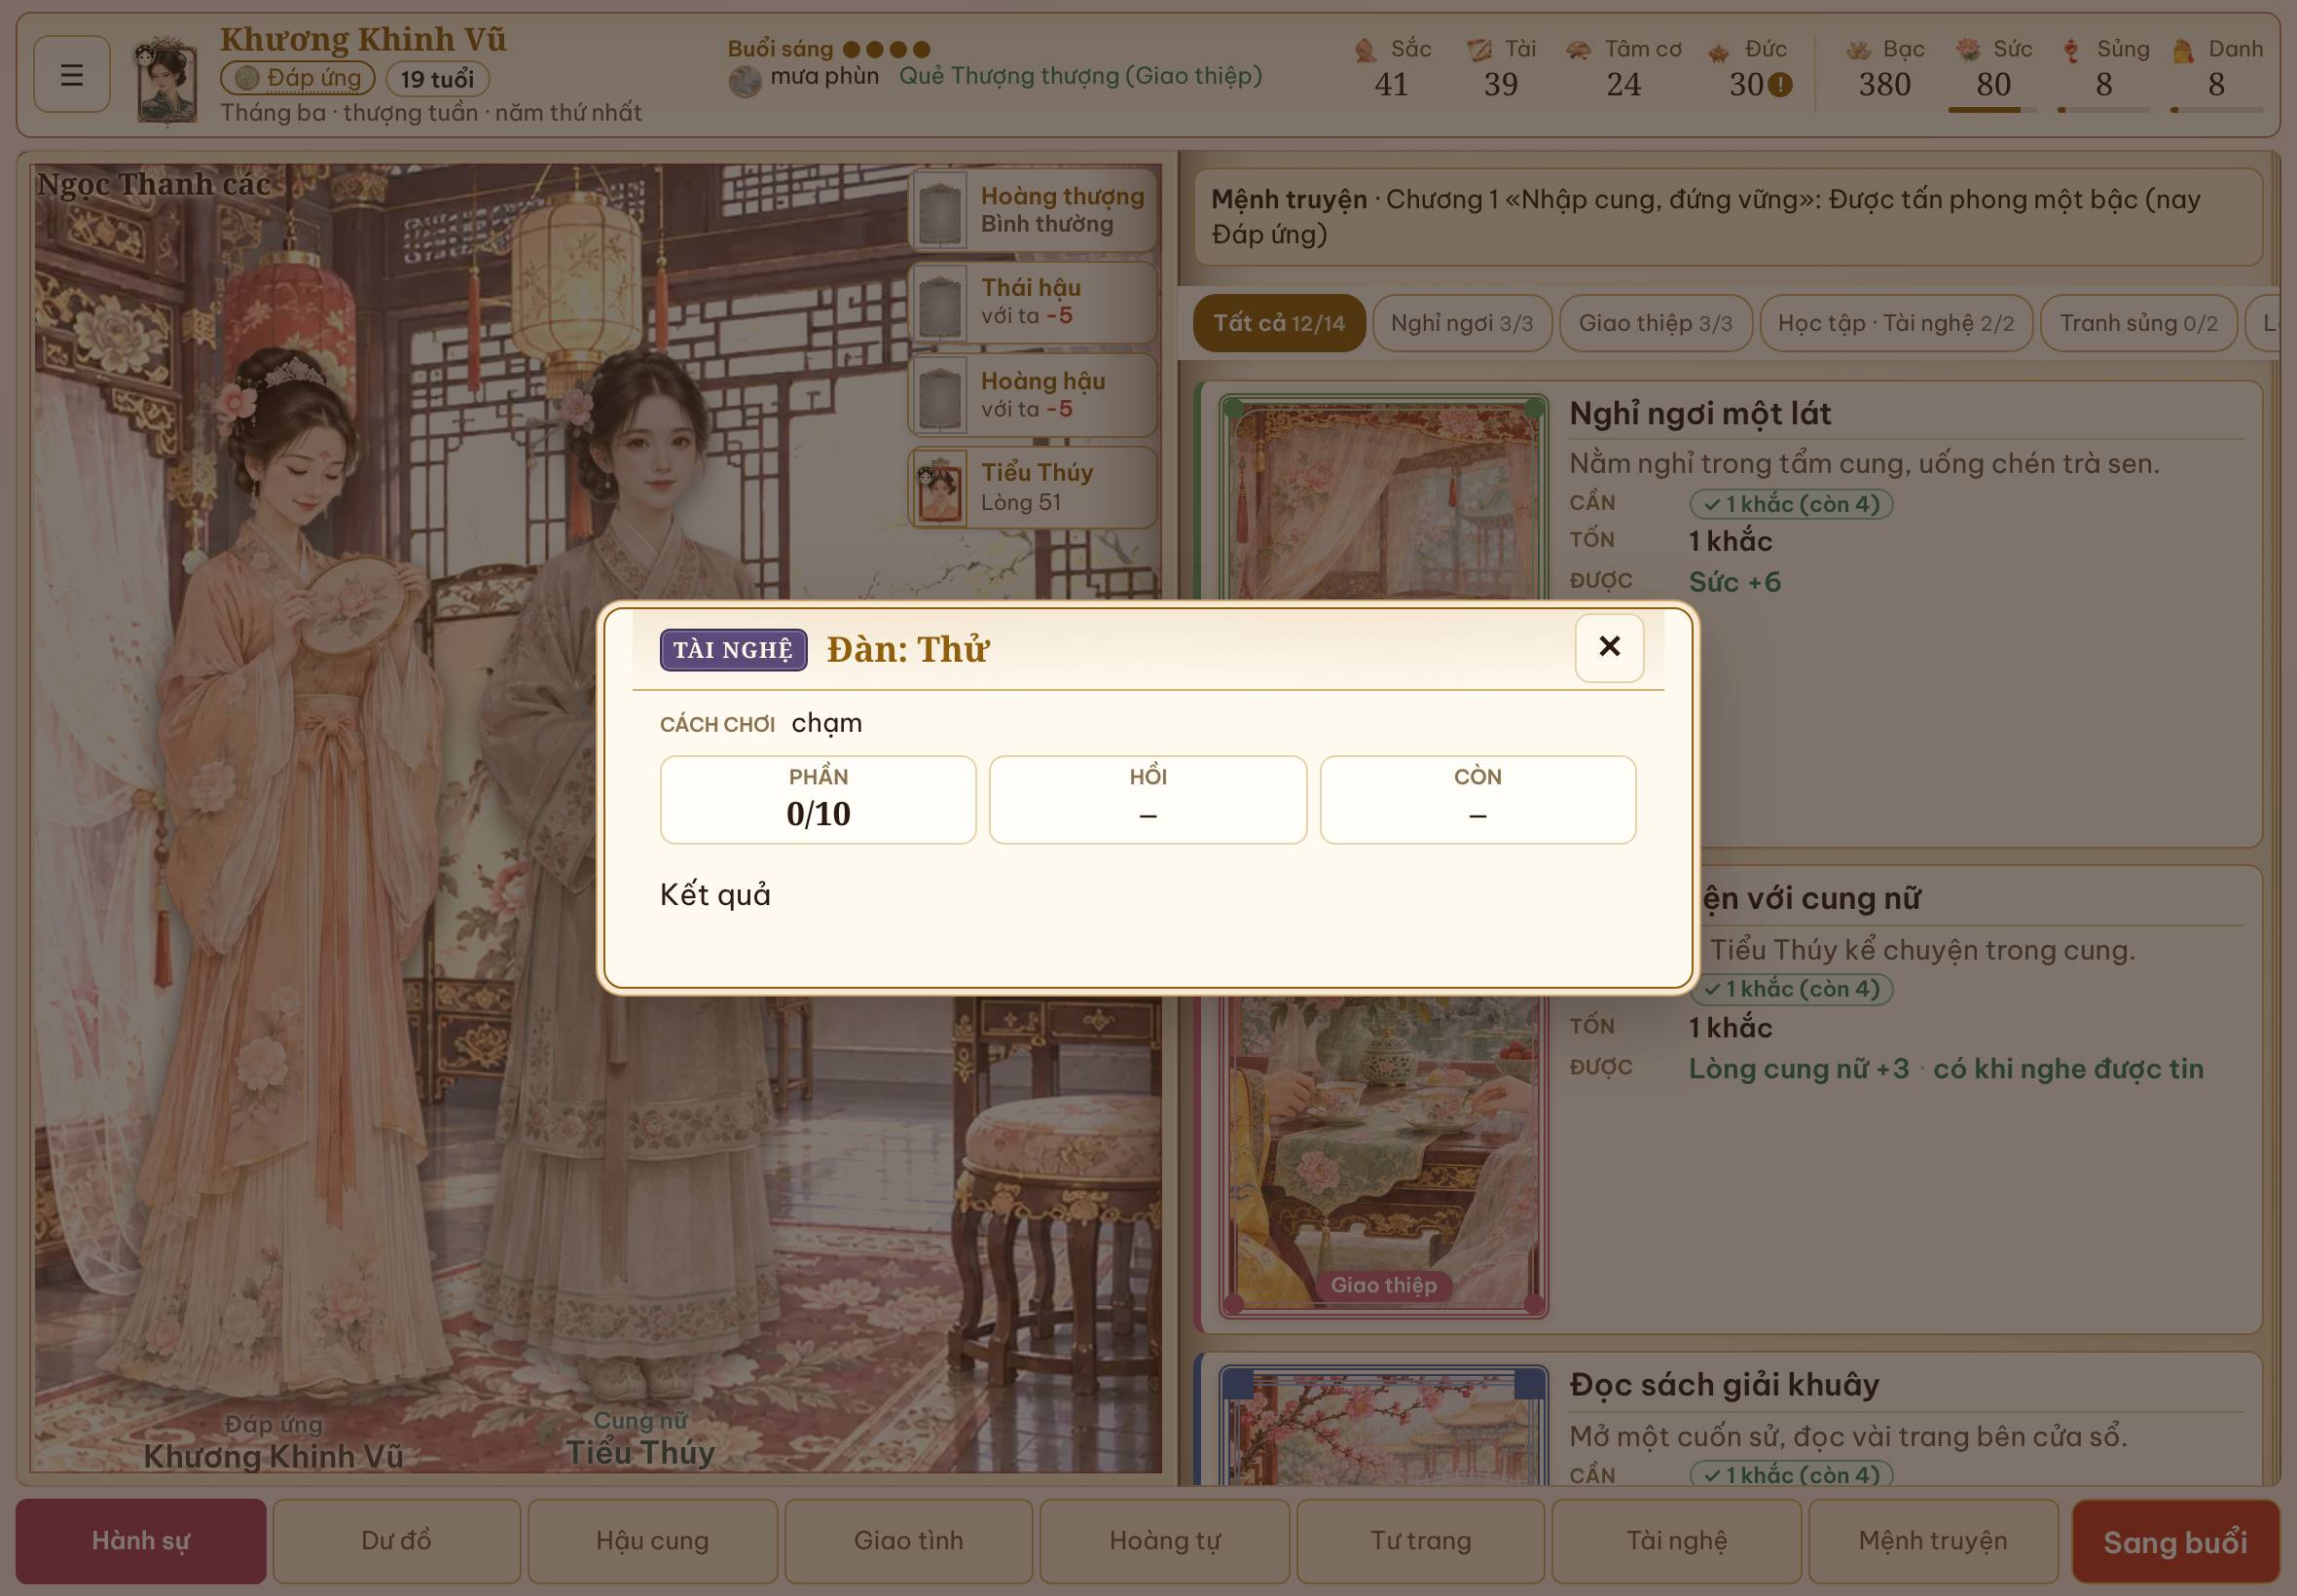 ☰
Khương Khinh Vũ
Đáp ứng 19 tuổi
Tháng ba · thượng tuần · năm thứ nhất
Buổi sáng
mưa phùn Quẻ Thượng thượng (Giao thiệp)
Sắc Tài Tâm cơ Đức Bạc Sức Sủng Danh
41 39 24 30 ! 380 80 8 8
Ngọc Thanh các
Hoàng thượng
Bình thường
Thái hậu
với ta −5
Hoàng hậu
với ta −5
Tiểu Thúy
Lòng 51
Đáp ứng
Khương Khinh Vũ
Cung nữ
Tiểu Thúy
Mệnh truyện · Chương 1 «Nhập cung, đứng vững»: Được tấn phong một bậc (nay
Đáp ứng)
Tất cả 12/14 Nghỉ ngơi 3/3 Giao thiệp 3/3 Học tập · Tài nghệ 2/2 Tranh sủng 0/2
Nghỉ ngơi một lát
Nằm nghỉ trong tẩm cung, uống chén trà sen.
CẦN ✓ 1 khắc (còn 4)
TỐN 1 khắc
ĐƯỢC Sức +6
TÀI NGHỆ Đàn: Thử ✕
CÁCH CHƠI chạm
PHẦN HỒI CÒN
0/10 – –
Kết quả
với cung nữ
Tiểu Thúy kể chuyện trong cung.
✓ 1 khắc (còn 4)
TỐN 1 khắc
ĐƯỢC Lòng cung nữ +3 · có khi nghe được tin
Giao thiệp
Đọc sách giải khuây
Mở một cuốn sử, đọc vài trang bên cửa sổ.
CẦN ✓ 1 khắc (còn 4)
Hành sự Dư đồ Hậu cung Giao tình Hoàng tự Tư trang Tài nghệ Mệnh truyện Sang buổi